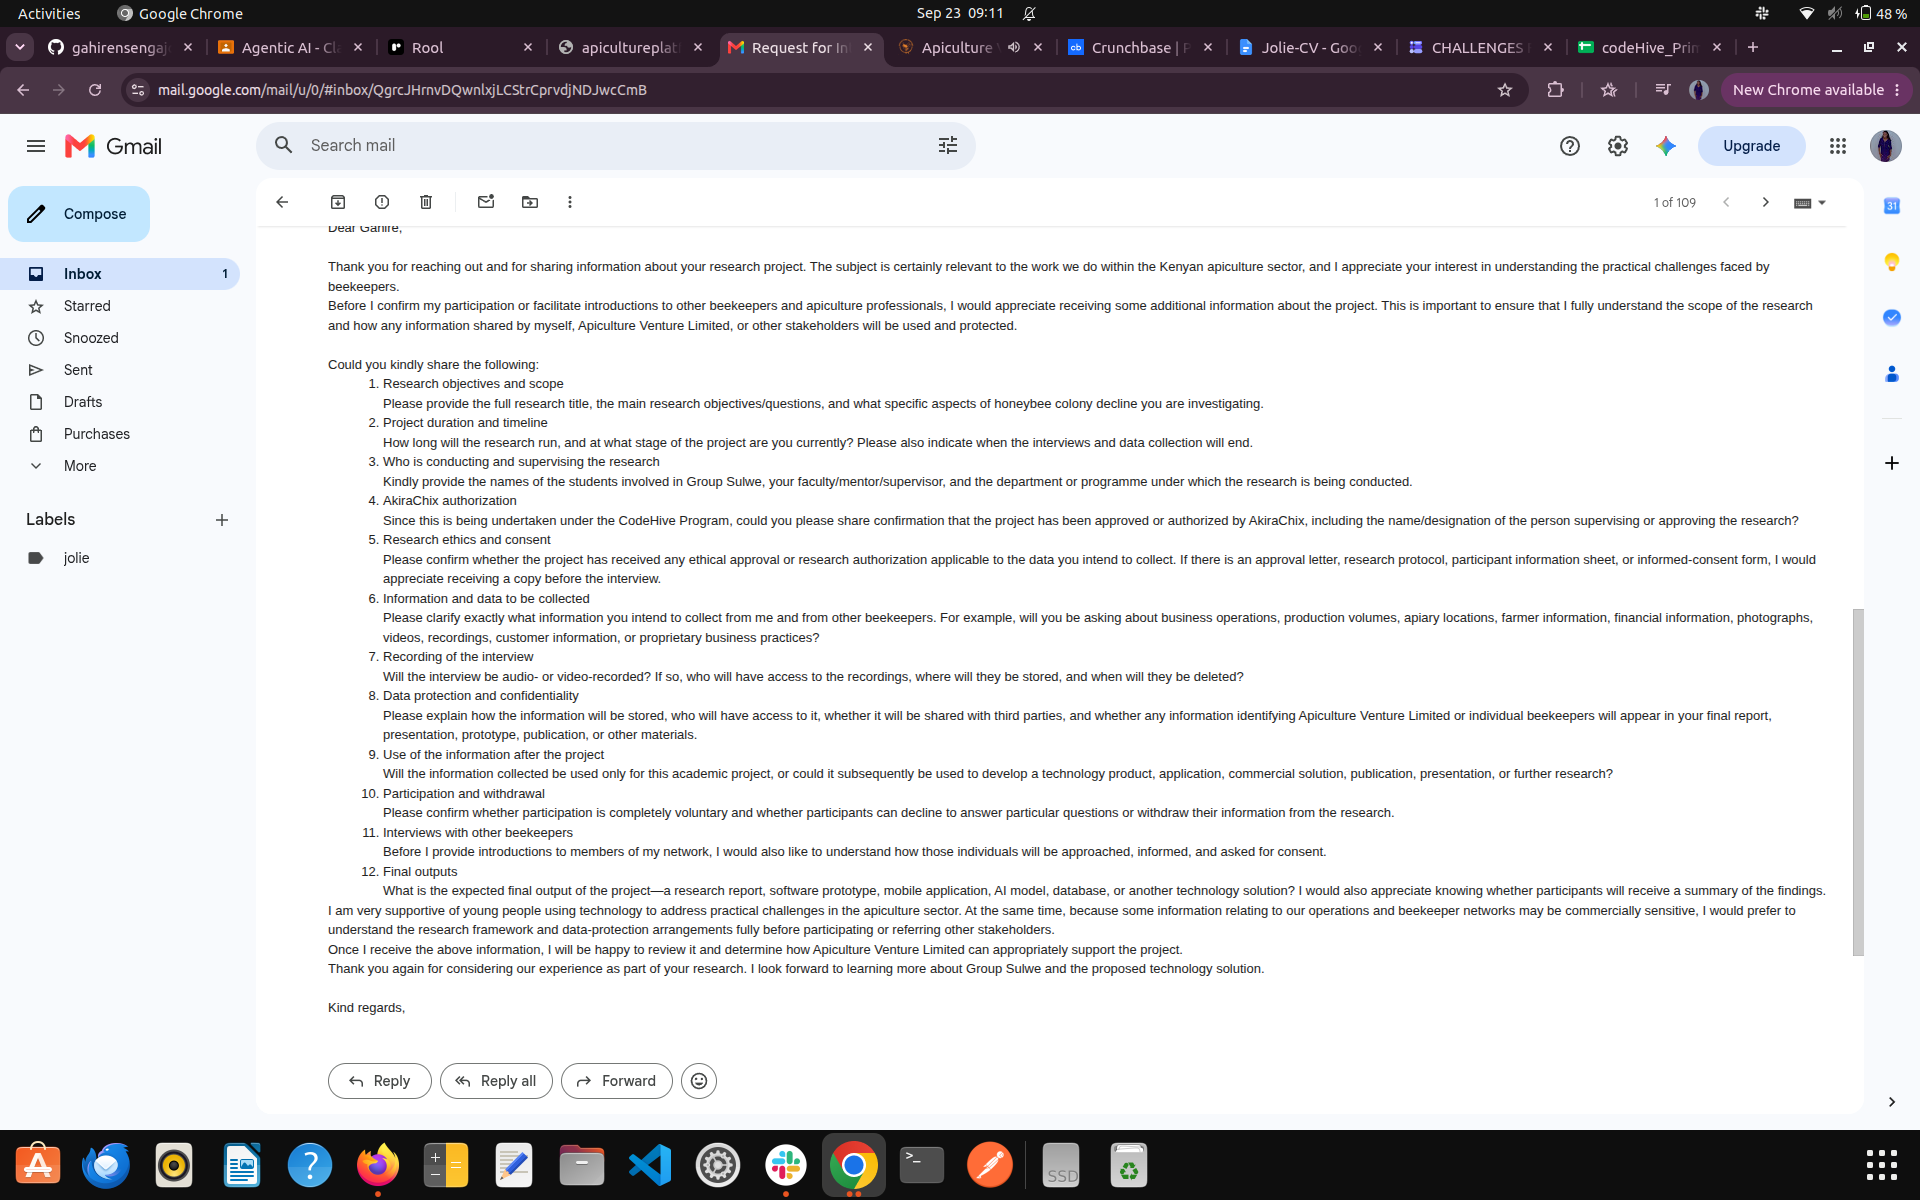 Activities
Google Chrome
Sep 23 09:11
48 %
gahirensenga
Agentic AI - Cl
Rool
apicultureplat
Request for In
Apiculture
Crunchbase | P
Jolie-CV - Goo
CHALLENGES
codeHive_Prin
mail.google.com/mail/u/0/#inbox/QgrcJHrnvDQwnlxjLCStrCprvdjNDJwcCmB
New Chrome available
Gmail
Search mail
Upgrade
Compose
1 of 109
Inbox 1
Starred
Snoozed
Sent
Drafts
Purchases
More
Labels
jolie
31
Dear Gahire,
Thank you for reaching out and for sharing information about your research project. The subject is certainly relevant to the work we do within the Kenyan apiculture sector, and I appreciate your interest in understanding the practical challenges faced by
beekeepers.
Before I confirm my participation or facilitate introductions to other beekeepers and apiculture professionals, I would appreciate receiving some additional information about the project. This is important to ensure that I fully understand the scope of the research
and how any information shared by myself, Apiculture Venture Limited, or other stakeholders will be used and protected.
Could you kindly share the following:
1. Research objectives and scope
Please provide the full research title, the main research objectives/questions, and what specific aspects of honeybee colony decline you are investigating.
2. Project duration and timeline
How long will the research run, and at what stage of the project are you currently? Please also indicate when the interviews and data collection will end.
3. Who is conducting and supervising the research
Kindly provide the names of the students involved in Group Sulwe, your faculty/mentor/supervisor, and the department or programme under which the research is being conducted.
4. AkiraChix authorization
Since this is being undertaken under the CodeHive Program, could you please share confirmation that the project has been approved or authorized by AkiraChix, including the name/designation of the person supervising or approving the research?
5. Research ethics and consent
Please confirm whether the project has received any ethical approval or research authorization applicable to the data you intend to collect. If there is an approval letter, research protocol, participant information sheet, or informed-consent form, I would
appreciate receiving a copy before the interview.
6. Information and data to be collected
Please clarify exactly what information you intend to collect from me and from other beekeepers. For example, will you be asking about business operations, production volumes, apiary locations, farmer information, financial information, photographs,
videos, recordings, customer information, or proprietary business practices?
7. Recording of the interview
Will the interview be audio- or video-recorded? If so, who will have access to the recordings, where will they be stored, and when will they be deleted?
8. Data protection and confidentiality
Please explain how the information will be stored, who will have access to it, whether it will be shared with third parties, and whether any information identifying Apiculture Venture Limited or individual beekeepers will appear in your final report,
presentation, prototype, publication, or other materials.
9. Use of the information after the project
Will the information collected be used only for this academic project, or could it subsequently be used to develop a technology product, application, commercial solution, publication, presentation, or further research?
10. Participation and withdrawal
Please confirm whether participation is completely voluntary and whether participants can decline to answer particular questions or withdraw their information from the research.
11. Interviews with other beekeepers
Before I provide introductions to members of my network, I would also like to understand how those individuals will be approached, informed, and asked for consent.
12. Final outputs
What is the expected final output of the project—a research report, software prototype, mobile application, AI model, database, or another technology solution? I would also appreciate knowing whether participants will receive a summary of the findings.
I am very supportive of young people using technology to address practical challenges in the apiculture sector. At the same time, because some information relating to our operations and beekeeper networks may be commercially sensitive, I would prefer to
understand the research framework and data-protection arrangements fully before participating or referring other stakeholders.
Once I receive the above information, I will be happy to review it and determine how Apiculture Venture Limited can appropriately support the project.
Thank you again for considering our experience as part of your research. I look forward to learning more about Group Sulwe and the proposed technology solution.
Kind regards,
Reply
Reply all
Forward
SSD